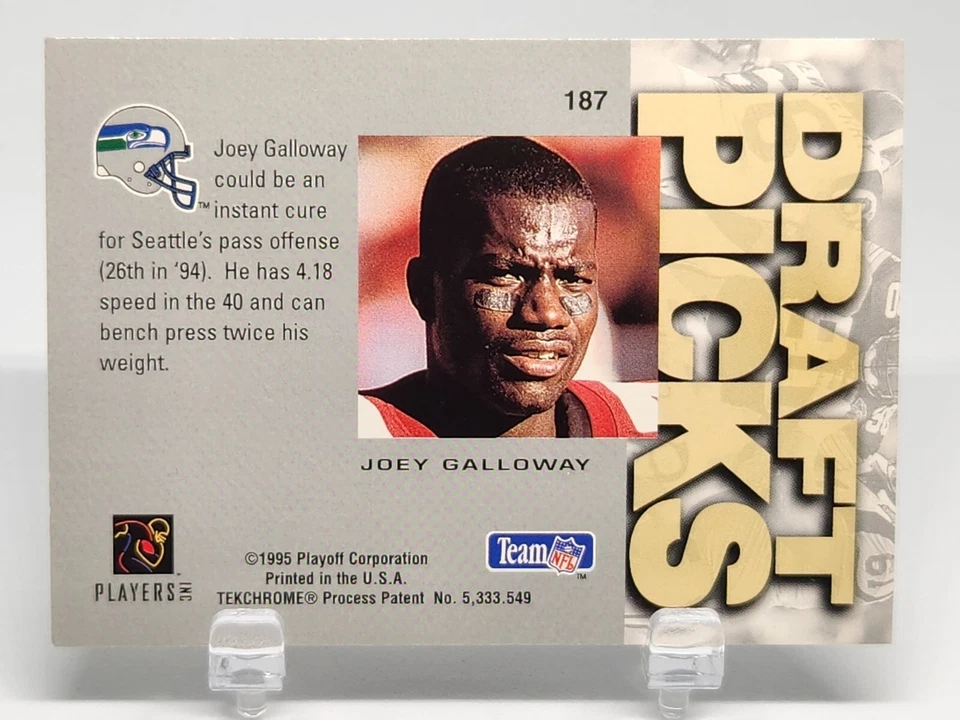 187
DRAFT
PICKS
Joey Galloway
could be an
instant cure
for Seattle's pass offense
(26th in '94). He has 4.18
speed in the 40 and can
bench press twice his
weight.
JOEY GALLOWAY
PLAYERS INC
©1995 Playoff Corporation
Printed in the U.S.A.
TEKCHROME® Process Patent No. 5,333.549
Team NFL
TM